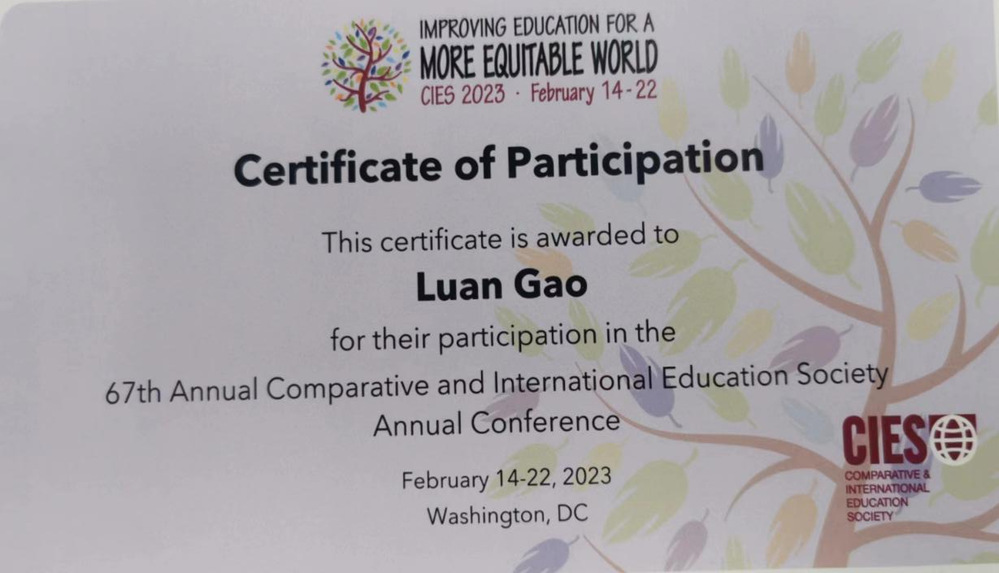 IMPROVING EDUCATION FOR A
MORE EQUITABLE WORLD
CIES 2023 · February 14-22
Certificate of Participation
This certificate is awarded to
Luan Gao
for their participation in the
67th Annual Comparative and International Education Society
Annual Conference
February 14-22, 2023
Washington, DC
CIES
COMPARATIVE &
INTERNATIONAL
EDUCATION
SOCIETY